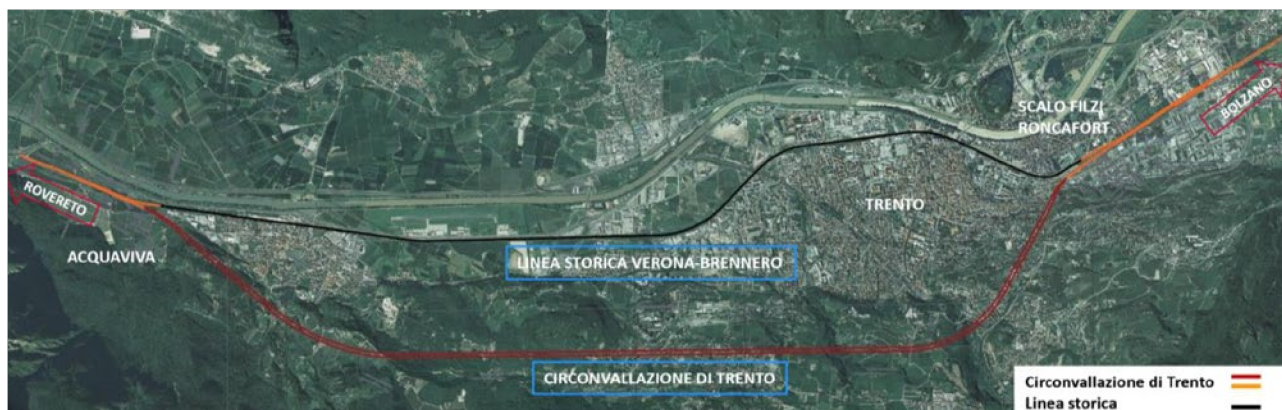 SCALO FILZI
RONCAFORT
BOLZANO
ROVERETO
TRENTO
ACQUAVIVA
LINEA STORICA VERONA-BRENNERO
CIRCONVALLAZIONE DI TRENTO
Circonvallazione di Trento
Linea storica